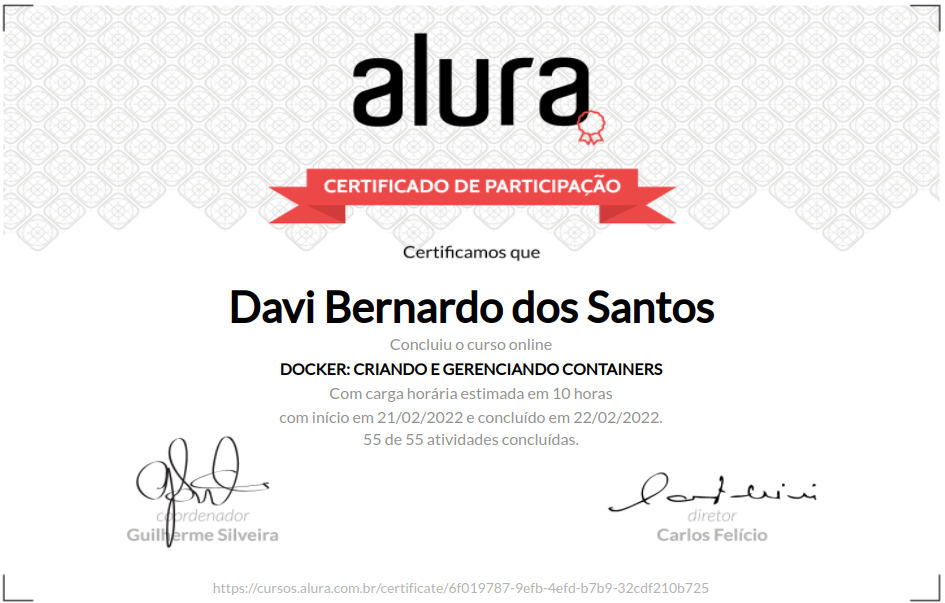 alura
CERTIFICADO DE PARTICIPAÇÃO
Certificamos que
Davi Bernardo dos Santos
Concluiu o curso online
DOCKER: CRIANDO E GERENCIANDO CONTAINERS
Com carga horária estimada em 10 horas
com início em 21/02/2022 e concluído em 22/02/2022.
55 de 55 atividades concluídas.
coordenador
Guilherme Silveira
diretor
Carlos Felício
https://cursos.alura.com.br/certificate/6f019787-9efb-4efd-b7b9-32cdf210b725